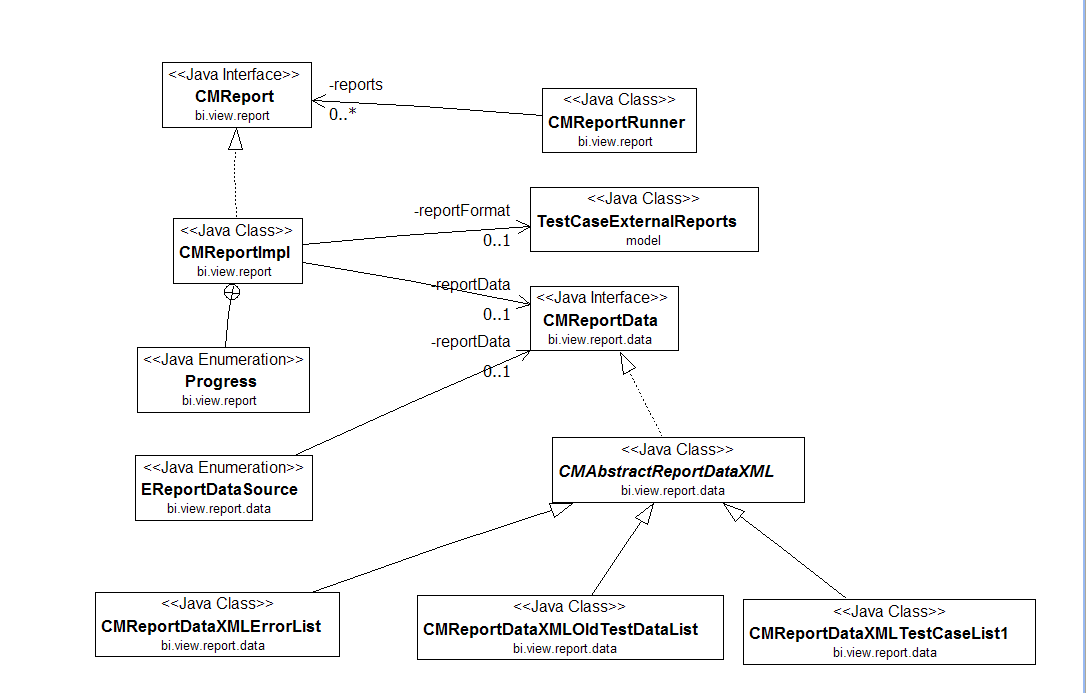 <<Java Interface>>
CMReport
bi.view.report
-reports
0..*
<<Java Class>>
CMReportRunner
bi.view.report
<<Java Class>>
TestCaseExternalReports
model
-reportFormat
0..1
<<Java Class>>
CMReportImpl
bi.view.report
-reportData
0..1
<<Java Interface>>
CMReportData
bi.view.report.data
-reportData
0..1
<<Java Enumeration>>
Progress
bi.view.report
<<Java Enumeration>>
EReportDataSource
bi.view.report.data
<<Java Class>>
CMAbstractReportDataXML
bi.view.report.data
<<Java Class>>
CMReportDataXMLErrorList
bi.view.report.data
<<Java Class>>
CMReportDataXMLOldTestDataList
bi.view.report.data
<<Java Class>>
CMReportDataXMLTestCaseList1
bi.view.report.data